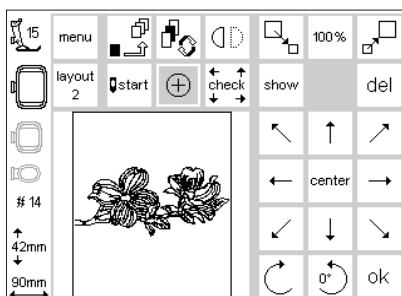 15 menu 100%
layout
2 start check show del
center
# 14
42mm
90mm 0° ok